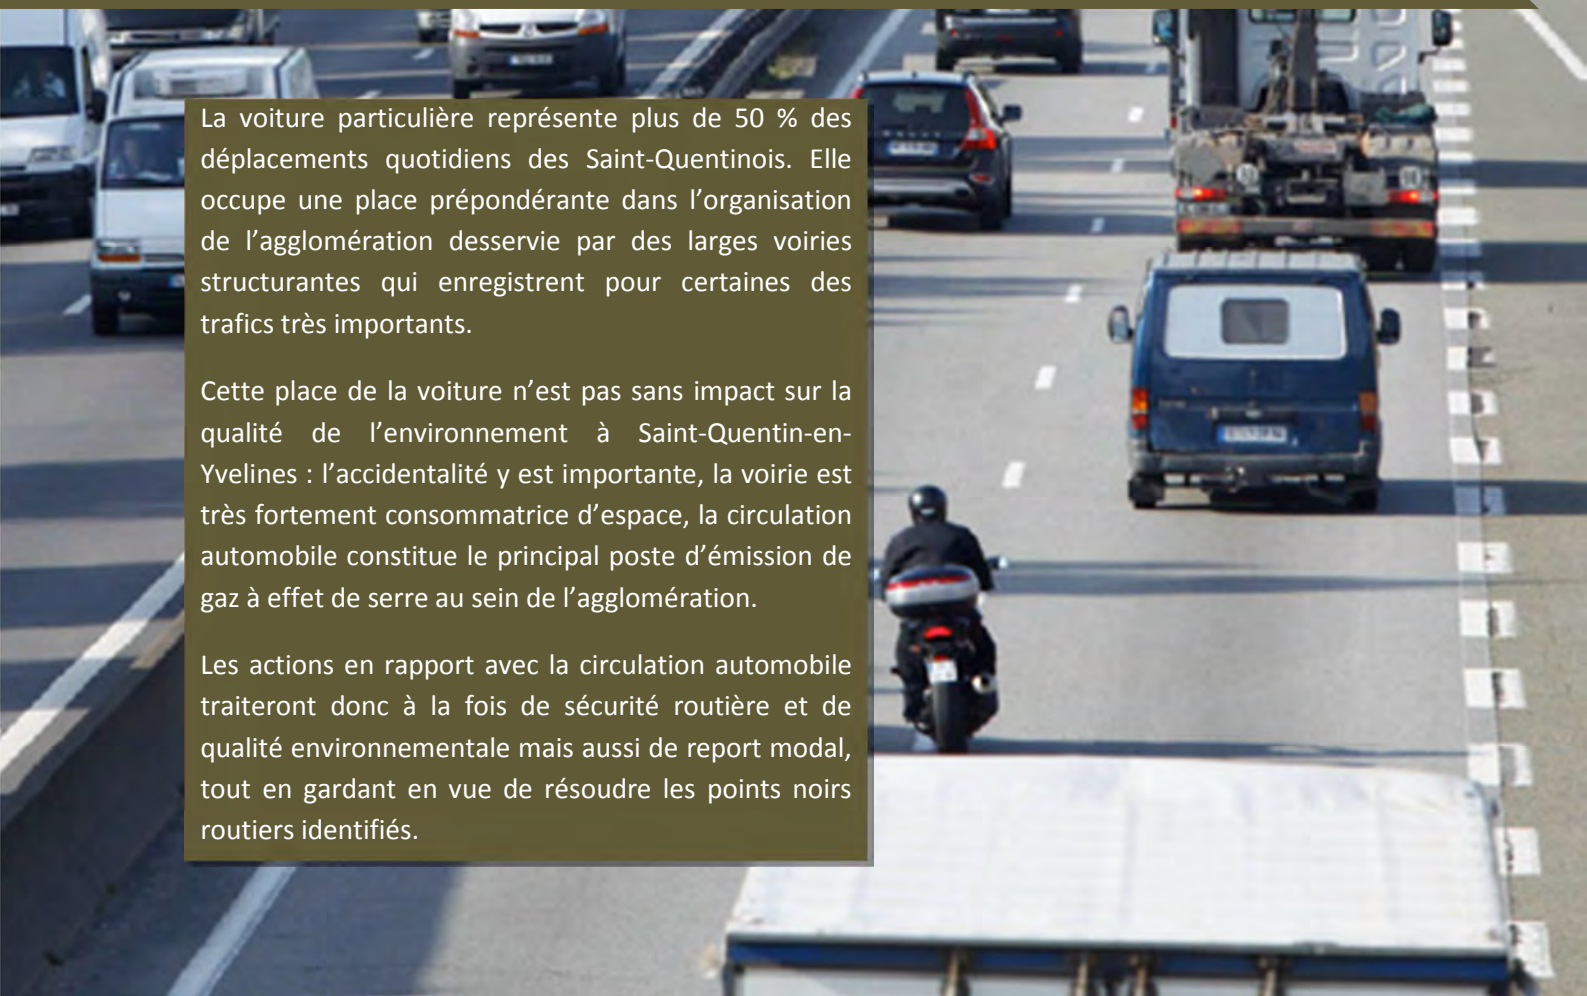 La voiture particulière représente plus de 50 % des
déplacements quotidiens des Saint-Quentinois. Elle
occupe une place prépondérante dans l’organisation
de l’agglomération desservie par des larges voiries
structurantes qui enregistrent pour certaines des
trafics très importants.
Cette place de la voiture n’est pas sans impact sur la
qualité de l’environnement à Saint-Quentin-en-
Yvelines : l’accidentalité y est importante, la voirie est
très fortement consommatrice d’espace, la circulation
automobile constitue le principal poste d’émission de
gaz à effet de serre au sein de l’agglomération.
Les actions en rapport avec la circulation automobile
traiteront donc à la fois de sécurité routière et de
qualité environnementale mais aussi de report modal,
tout en gardant en vue de résoudre les points noirs
routiers identifiés.